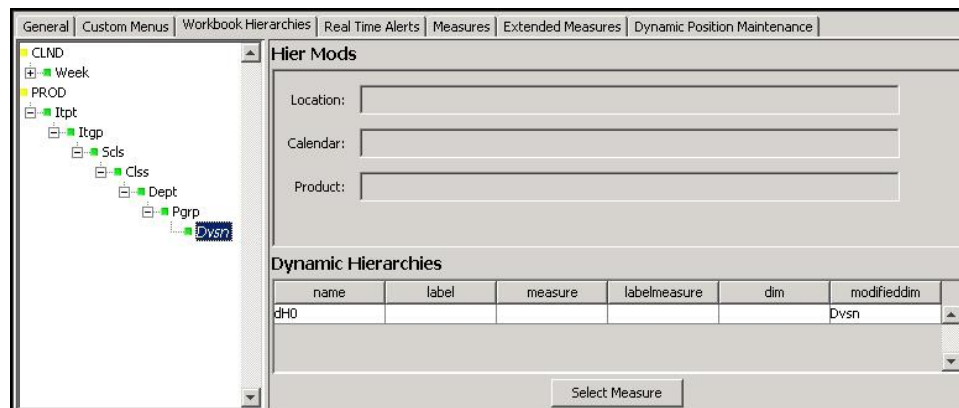 General Custom Menus Workbook Hierarchies Real Time Alerts Measures Extended Measures Dynamic Position Maintenance
CLND
Week
PROD
Itpt
Itgp
Scls
Clss
Dept
Pgrp
Dvsn
Hier Mods
Location:
Calendar:
Product:
Dynamic Hierarchies
name label measure labelmeasure dim modifieddim
dH0 Dvsn
Select Measure